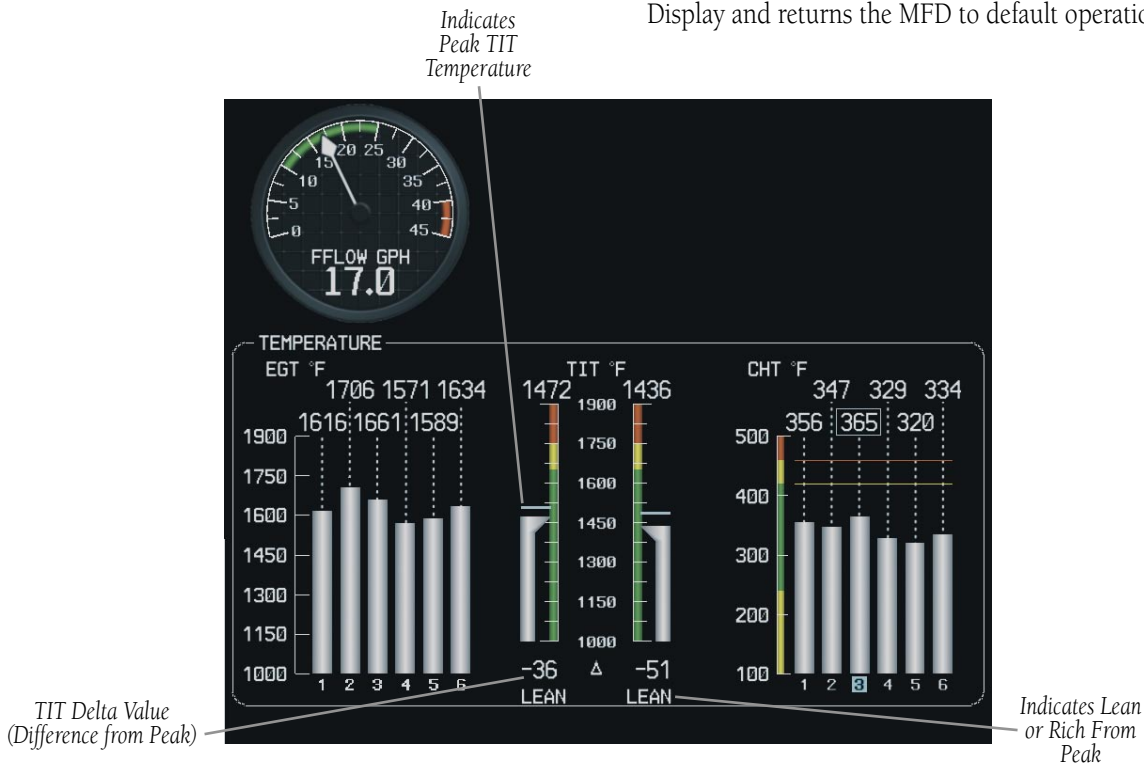 Display and returns the MFD to default operatio
Indicates
Peak TIT
Temperature
15 20 25
10 30
5 35
0 40
45
FFLOW GPH
17.0
TEMPERATURE
EGT °F
1706 1571 1634
1616 1661 1589
1900
1750
1600
1450
1300
1150
1000
1 2 3 4 5 6
TIT °F
1472 1436
1900
1750
1600
1450
1300
1150
1000
-36 Δ -51
LEAN LEAN
CHT °F
347 329 334
356 365 320
500
400
300
200
100
1 2 3 4 5 6
TIT Delta Value
(Difference from Peak)
Indicates Lean
or Rich From
Peak